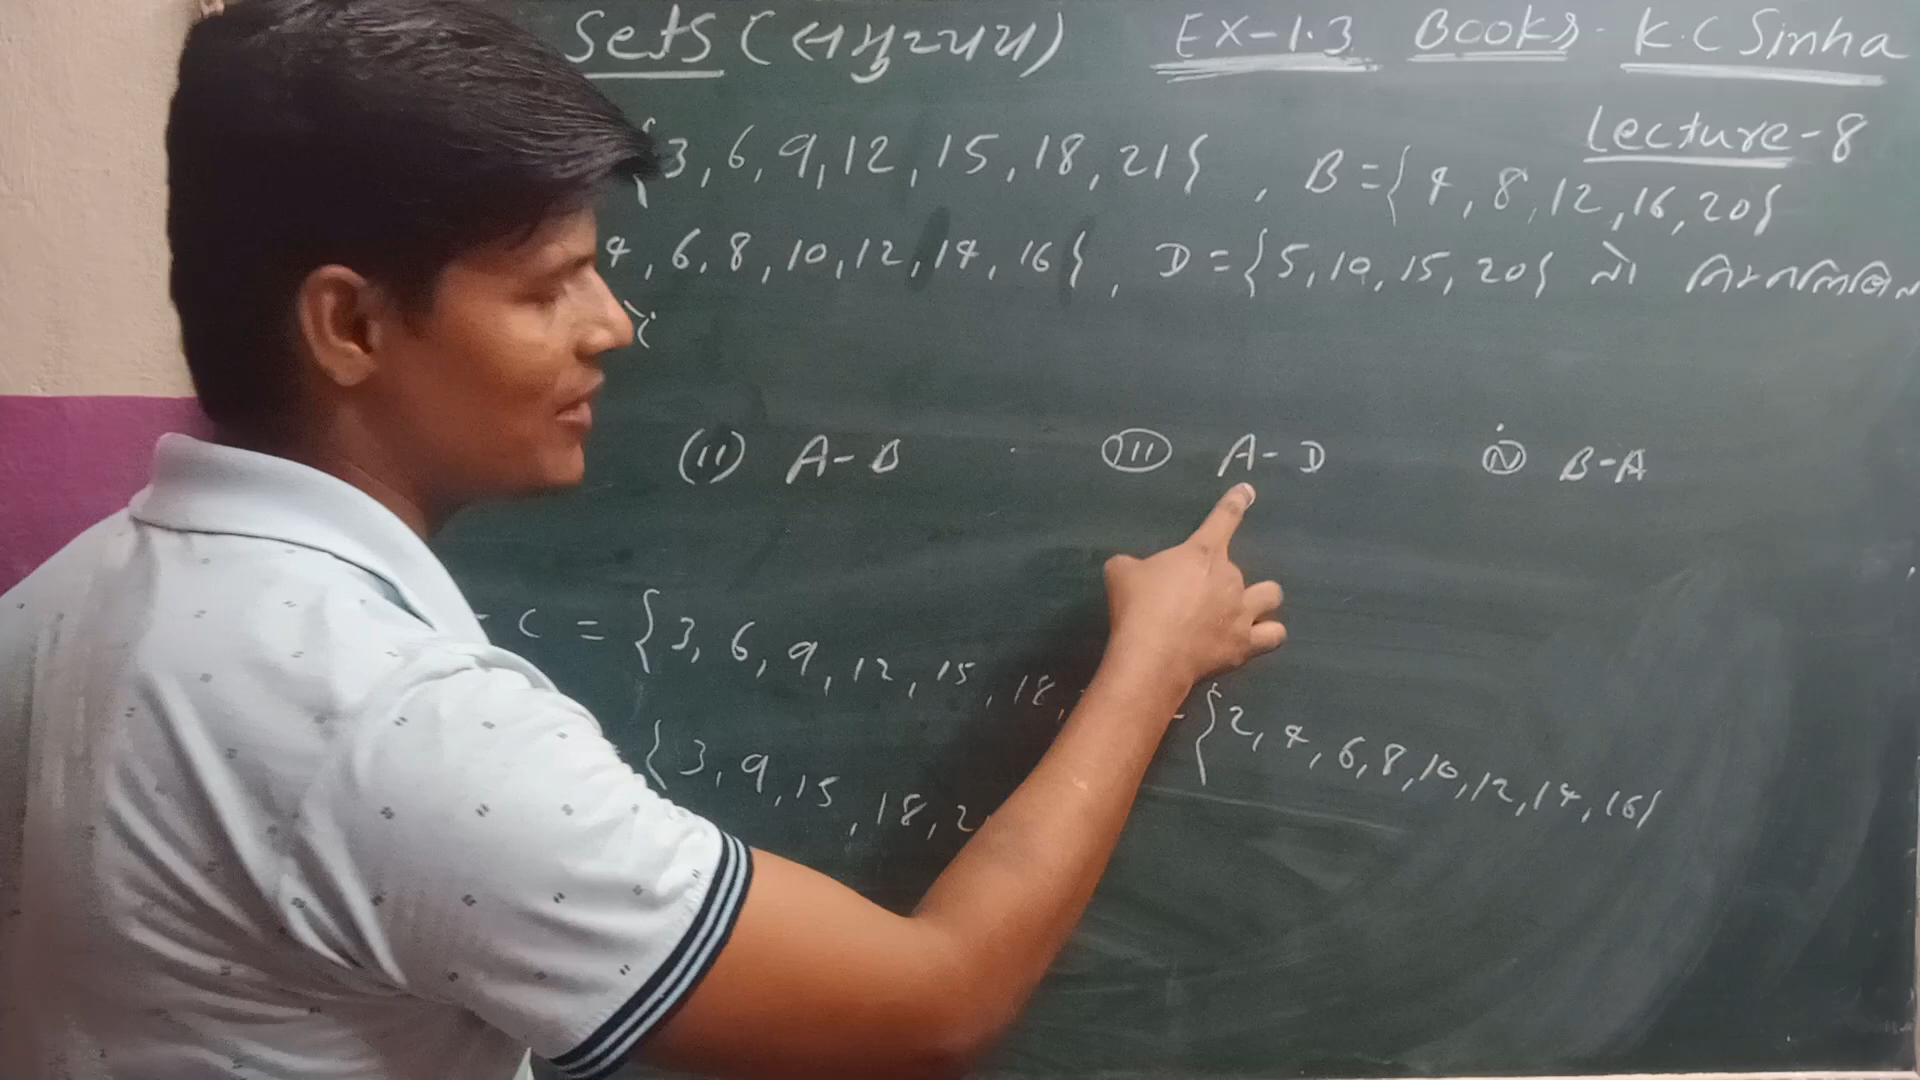 Sets (समुच्चय) EX-1.3 Books- K.C Sinha
Lecture-8
{3, 6, 9, 12, 15, 18, 21} , B = { 4, 8, 12, 16, 20}
4, 6, 8, 10, 12, 14, 16} , D = {5, 10, 15, 20} तो
(ii) A-B (iii) A-D (iv) B-A
- C = {3, 6, 9, 12, 15, 18, - {2, 4, 6, 8, 10, 12, 14, 16}
{3, 9, 15, 18, 2